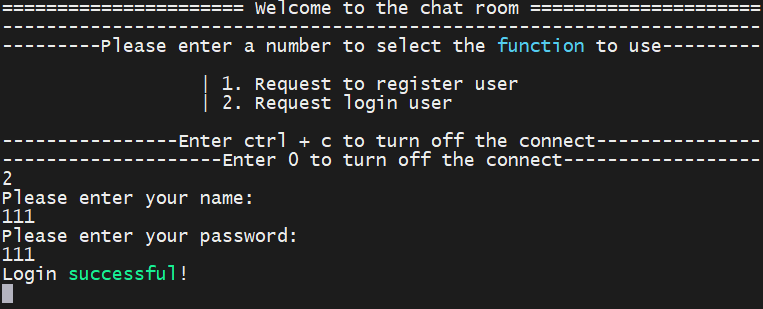 ====================== Welcome to the chat room =====================
---------------------------------------------------------------------
---------Please enter a number to select the function to use---------
| 1. Request to register user
| 2. Request login user
----------------Enter ctrl + c to turn off the connect---------------
--------------------Enter 0 to turn off the connect------------------
2
Please enter your name:
111
Please enter your password:
111
Login successful!